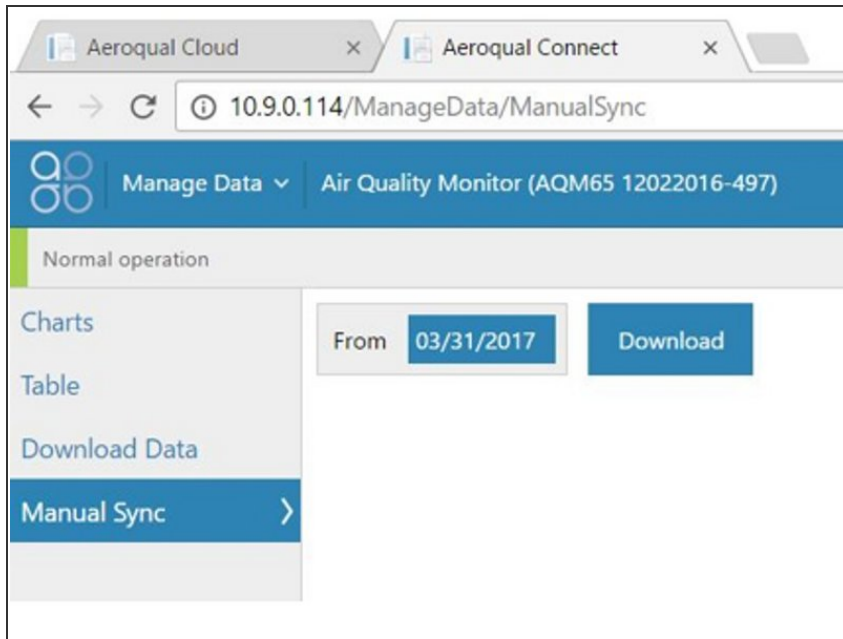 Aeroqual Cloud × Aeroqual Connect ×
10.9.0.114/ManageData/ManualSync
Manage Data Air Quality Monitor (AQM65 12022016-497)
Normal operation
Charts
From 03/31/2017 Download
Table
Download Data
Manual Sync